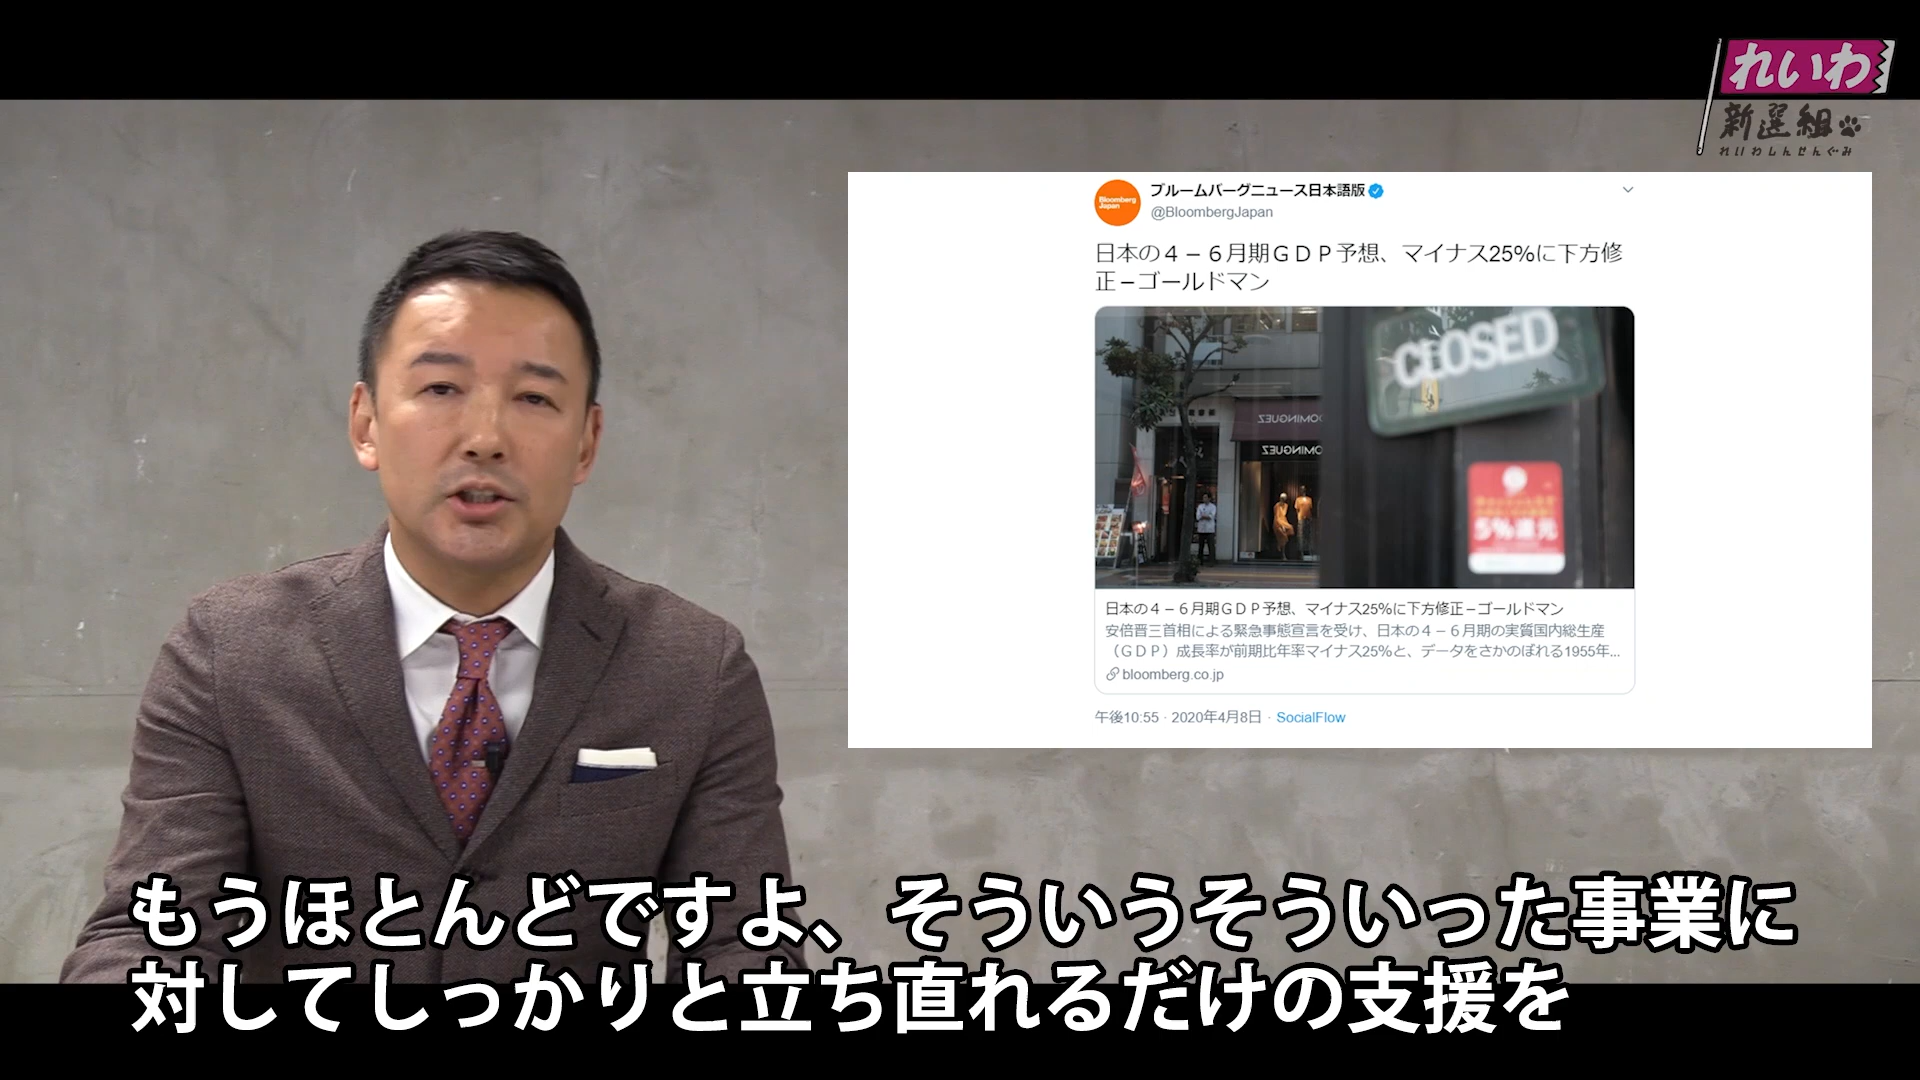 れいわ
新選組
れいわしんせんぐみ
Bloomberg
Japan
ブルームバーグニュース日本語版
@BloombergJapan
日本の４－６月期ＧＤＰ予想、マイナス25%に下方修
正－ゴールドマン
CLOSED
DOMINGUEZ
DOMINGUEZ
5%還元
日本の４－６月期ＧＤＰ予想、マイナス25%に下方修正－ゴールドマン
安倍晋三首相による緊急事態宣言を受け、日本の４－６月期の実質国内総生産
（ＧＤＰ）成長率が前期比年率マイナス25%と、データをさかのぼれる1955年...
bloomberg.co.jp
午後10:55 · 2020年4月8日 · SocialFlow
もうほとんどですよ、そういうそういった事業に
対してしっかりと立ち直れるだけの支援を